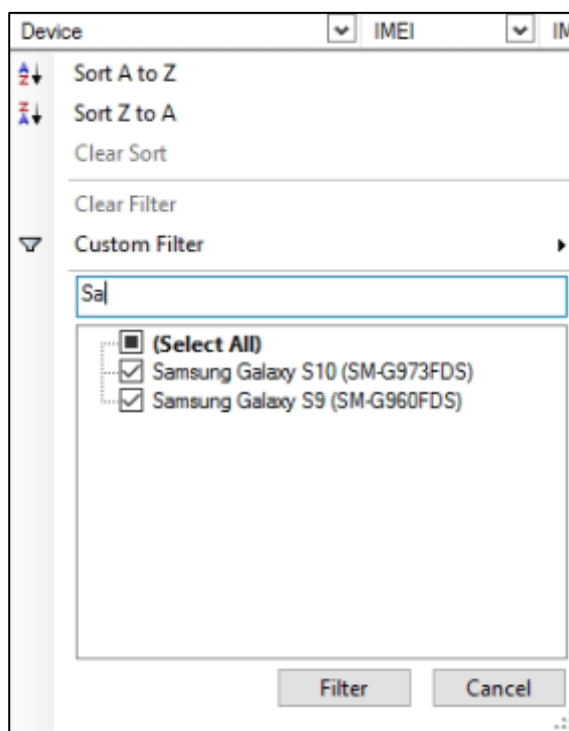 Device IMEI IM
Sort A to Z
Sort Z to A
Clear Sort
Clear Filter
Custom Filter
Sa
(Select All)
Samsung Galaxy S10 (SM-G973FDS)
Samsung Galaxy S9 (SM-G960FDS)
Filter Cancel